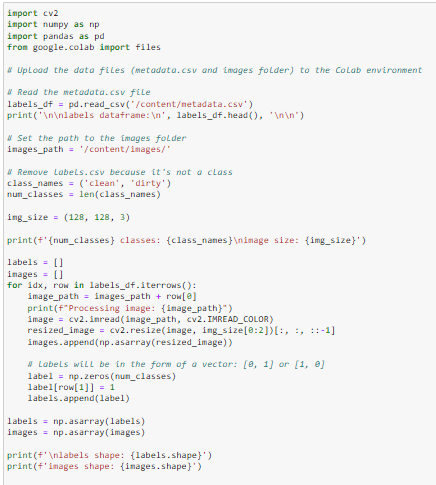 import cv2
import numpy as np
import pandas as pd
from google.colab import files
# Upload the data files (metadata.csv and images folder) to the Colab environment
# Read the metadata.csv file
labels_df = pd.read_csv('/content/metadata.csv')
print('\n\nlabels dataframe:\n', labels_df.head(), '\n\n')
# Set the path to the images folder
images_path = '/content/images/'
# Remove Labels.csv because it's not a class
class_names = ('clean', 'dirty')
num_classes = len(class_names)
img_size = (128, 128, 3)
print(f'{num_classes} classes: {class_names}\nimage size: {img_size}')
labels = []
images = []
for idx, row in labels_df.iterrows():
    image_path = images_path + row[0]
    print(f"Processing image: {image_path}")
    image = cv2.imread(image_path, cv2.IMREAD_COLOR)
    resized_image = cv2.resize(image, img_size[0:2])[:, :, ::-1]
    images.append(np.asarray(resized_image))
    # labels will be in the form of a vector: [0, 1] or [1, 0]
    label = np.zeros(num_classes)
    label[row[1]] = 1
    labels.append(label)
labels = np.asarray(labels)
images = np.asarray(images)
print(f'\nlabels shape: {labels.shape}')
print(f'images shape: {images.shape}')